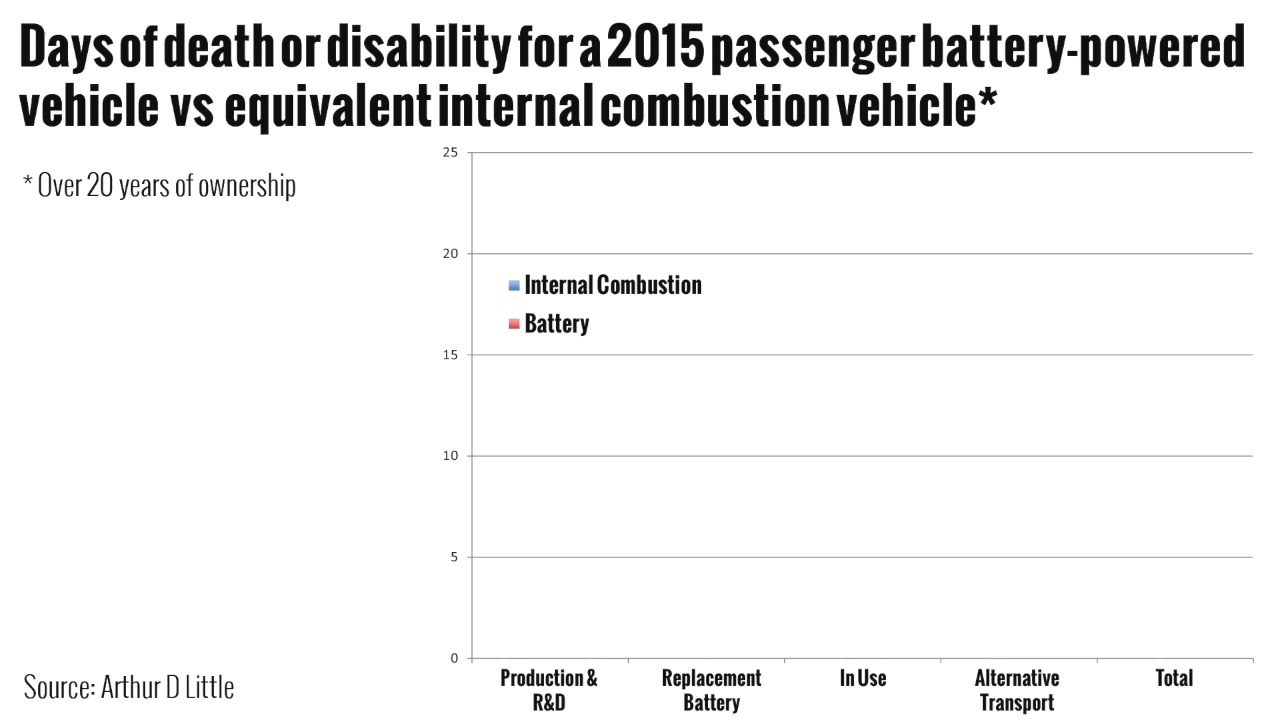 Days of death or disability for a 2015 passenger battery-powered
vehicle vs equivalent internal combustion vehicle*
* Over 20 years of ownership
25
20
Internal Combustion
Battery
15
10
5
0
Production &
R&D
Replacement
Battery
In Use
Alternative
Transport
Total
Source: Arthur D Little